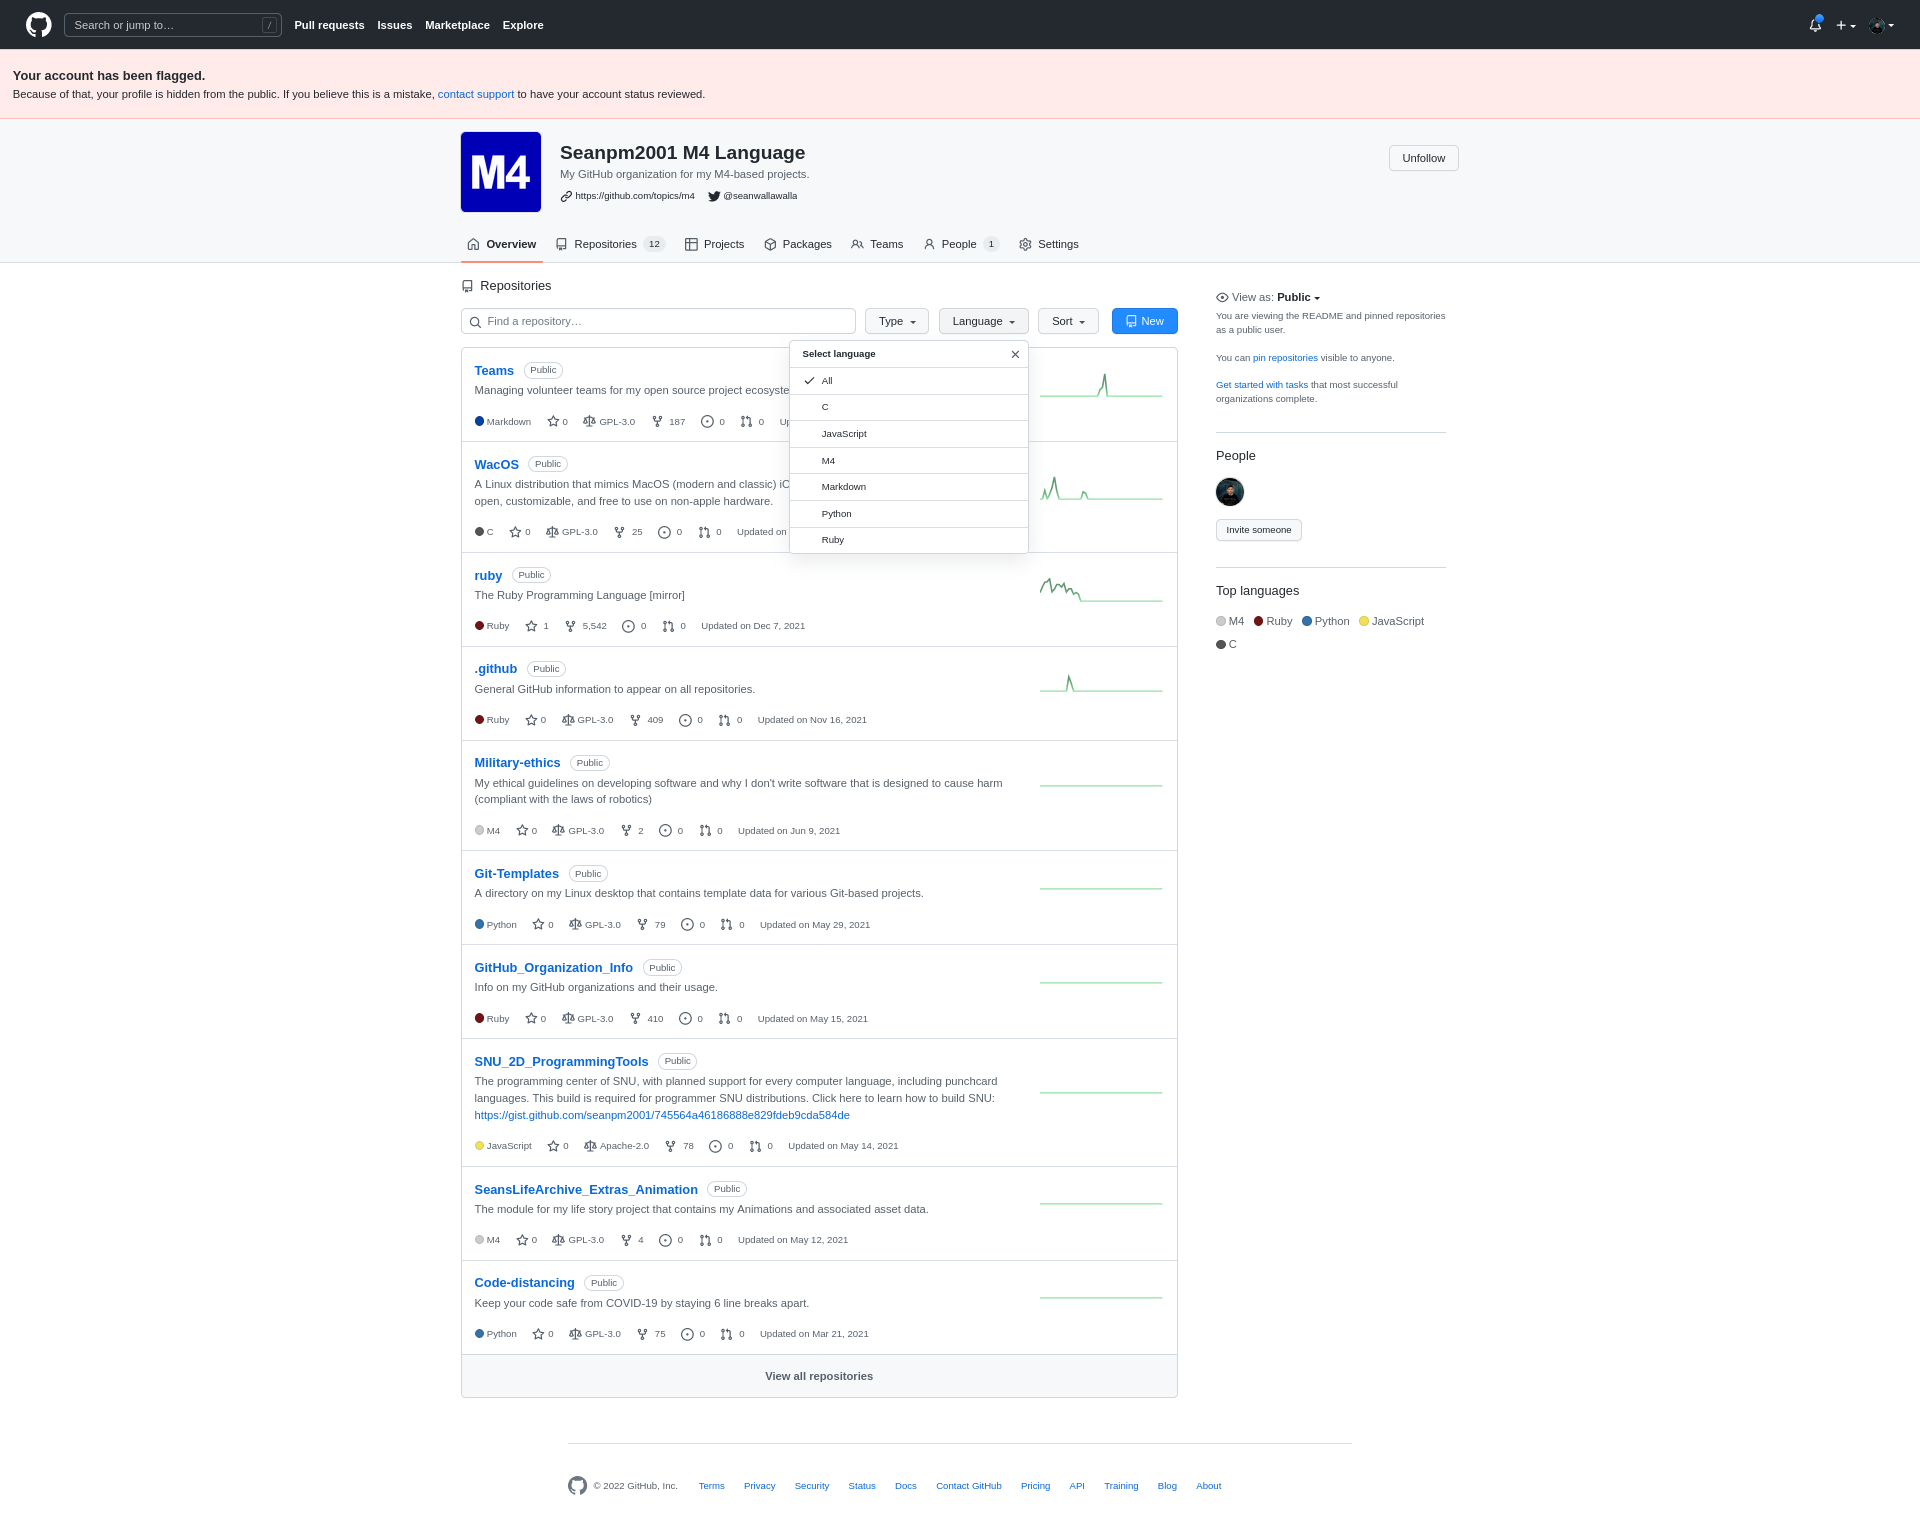 Search or jump to… / Pull requests Issues Marketplace Explore
Your account has been flagged.
Because of that, your profile is hidden from the public. If you believe this is a mistake, contact support to have your account status reviewed.
M4
Seanpm2001 M4 Language
Unfollow
My GitHub organization for my M4-based projects.
https://github.com/topics/m4 @seanwallawalla
Overview Repositories 12 Projects Packages Teams People 1 Settings
Repositories
Find a repository… Type Language Sort New
Select language
All
C
JavaScript
M4
Markdown
Python
Ruby
Teams Public
Managing volunteer teams for my open source project ecosyste
Markdown 0 GPL-3.0 187 0 0
WacOS Public
A Linux distribution that mimics MacOS (modern and classic)
open, customizable, and free to use on non-apple hardware.
C 0 GPL-3.0 25 0 0 Updated on
ruby Public
The Ruby Programming Language [mirror]
Ruby 1 5,542 0 0 Updated on Dec 7, 2021
.github Public
General GitHub information to appear on all repositories.
Ruby 0 GPL-3.0 409 0 0 Updated on Nov 16, 2021
Military-ethics Public
My ethical guidelines on developing software and why I don't write software that is designed to cause harm
(compliant with the laws of robotics)
M4 0 GPL-3.0 2 0 0 Updated on Jun 9, 2021
Git-Templates Public
A directory on my Linux desktop that contains template data for various Git-based projects.
Python 0 GPL-3.0 79 0 0 Updated on May 29, 2021
GitHub_Organization_Info Public
Info on my GitHub organizations and their usage.
Ruby 0 GPL-3.0 410 0 0 Updated on May 15, 2021
SNU_2D_ProgrammingTools Public
The programming center of SNU, with planned support for every computer language, including punchcard
languages. This build is required for programmer SNU distributions. Click here to learn how to build SNU:
https://gist.github.com/seanpm2001/745564a46186888e829fdeb9cda584de
JavaScript 0 Apache-2.0 78 0 0 Updated on May 14, 2021
SeansLifeArchive_Extras_Animation Public
The module for my life story project that contains my Animations and associated asset data.
M4 0 GPL-3.0 4 0 0 Updated on May 12, 2021
Code-distancing Public
Keep your code safe from COVID-19 by staying 6 line breaks apart.
Python 0 GPL-3.0 75 0 0 Updated on Mar 21, 2021
View all repositories
View as: Public
You are viewing the README and pinned repositories
as a public user.
You can pin repositories visible to anyone.
Get started with tasks that most successful
organizations complete.
People
Invite someone
Top languages
M4 Ruby Python JavaScript
C
© 2022 GitHub, Inc. Terms Privacy Security Status Docs Contact GitHub Pricing API Training Blog About